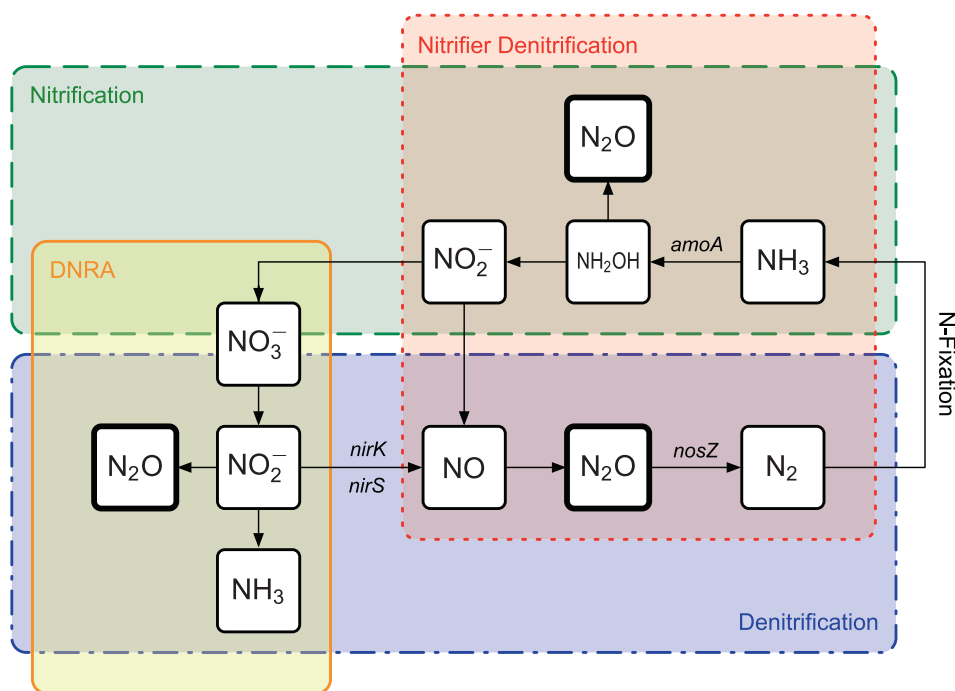 Nitrifier Denitrification
Nitrification
N₂O
DNRA
NO₂⁻
NH₂OH
amoA
NH₃
NO₃⁻
N-Fixation
N₂O
NO₂⁻
nirK
nirS
NO
N₂O
nosZ
N₂
NH₃
Denitrification